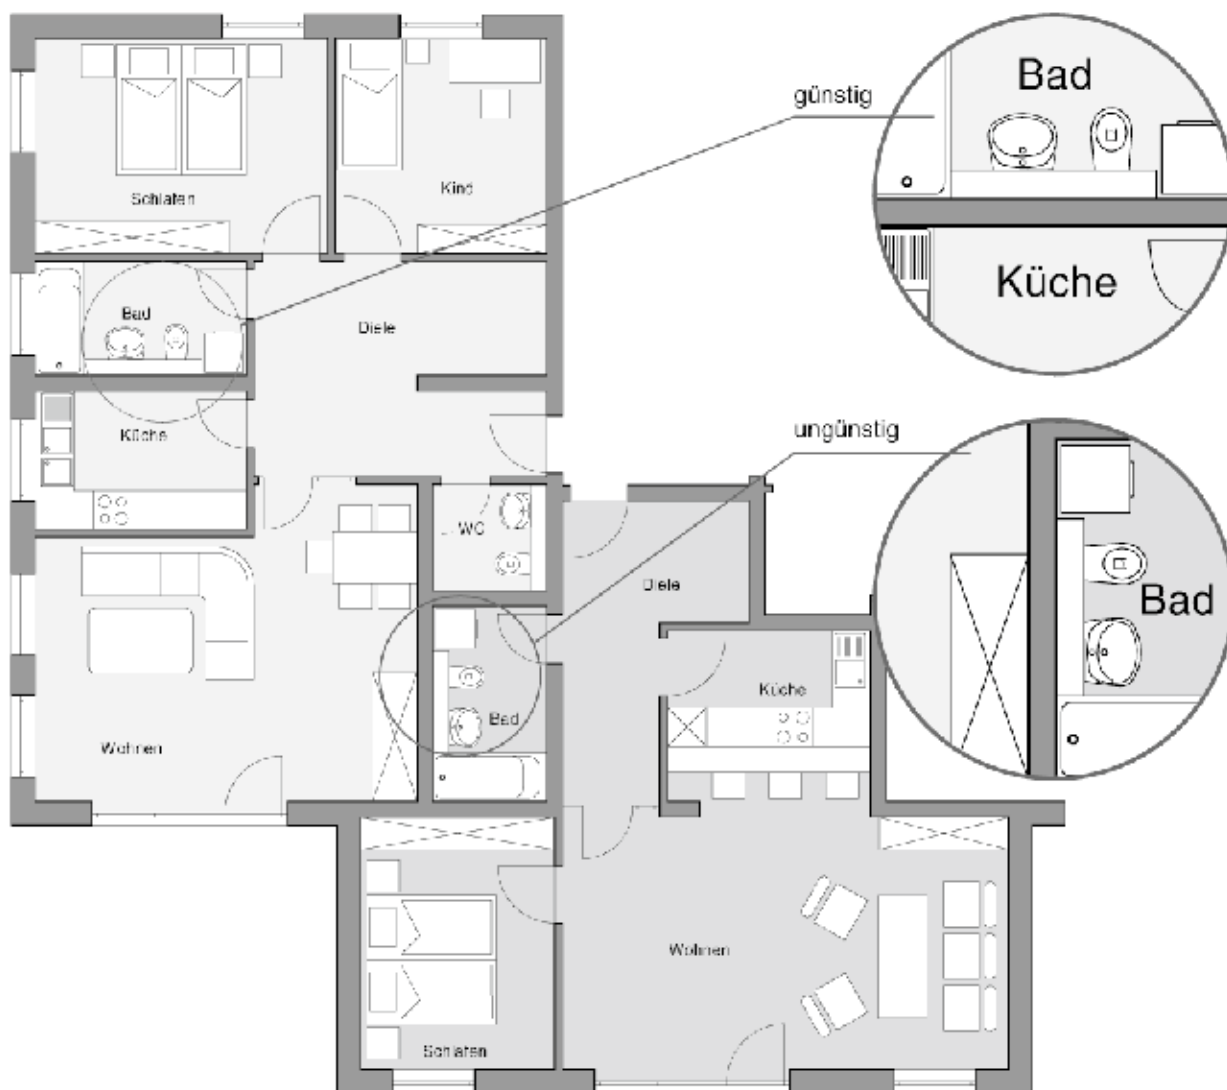 Bad
günstig
Kind
Schlafen
Küche
Bad
Diele
Küche
ungünstig
WC
Diele
Bad
Küche
Bad
Wohnen
Wohnen
Schlafen